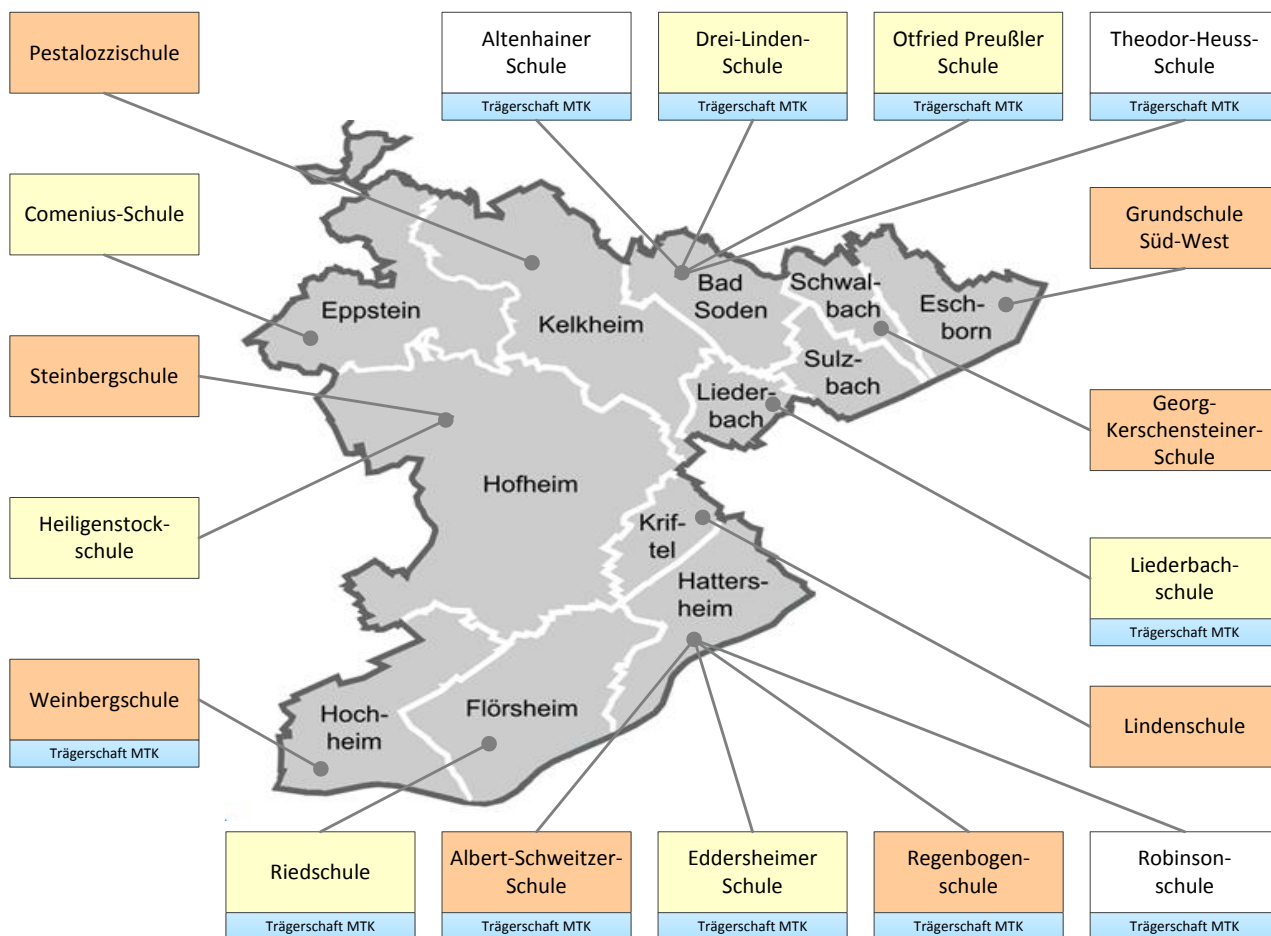 Pestalozzischule
Altenhainer
Schule
Trägerschaft MTK
Drei-Linden-
Schule
Trägerschaft MTK
Otfried Preußler
Schule
Trägerschaft MTK
Theodor-Heuss-
Schule
Trägerschaft MTK
Comenius-Schule
Grundschule
Süd-West
Steinbergschule
Georg-
Kerschensteiner-
Schule
Heiligenstock-
schule
Liederbach-
schule
Trägerschaft MTK
Weinbergschule
Trägerschaft MTK
Lindenschule
Eppstein
Kelkheim
Bad
Soden
Schwal-
bach
Esch-
born
Sulz-
bach
Lieder-
bach
Hofheim
Krif-
tel
Hatters-
heim
Hoch-
heim
Flörsheim
Riedschule
Trägerschaft MTK
Albert-Schweitzer-
Schule
Trägerschaft MTK
Eddersheimer
Schule
Trägerschaft MTK
Regenbogen-
schule
Trägerschaft MTK
Robinson-
schule
Trägerschaft MTK